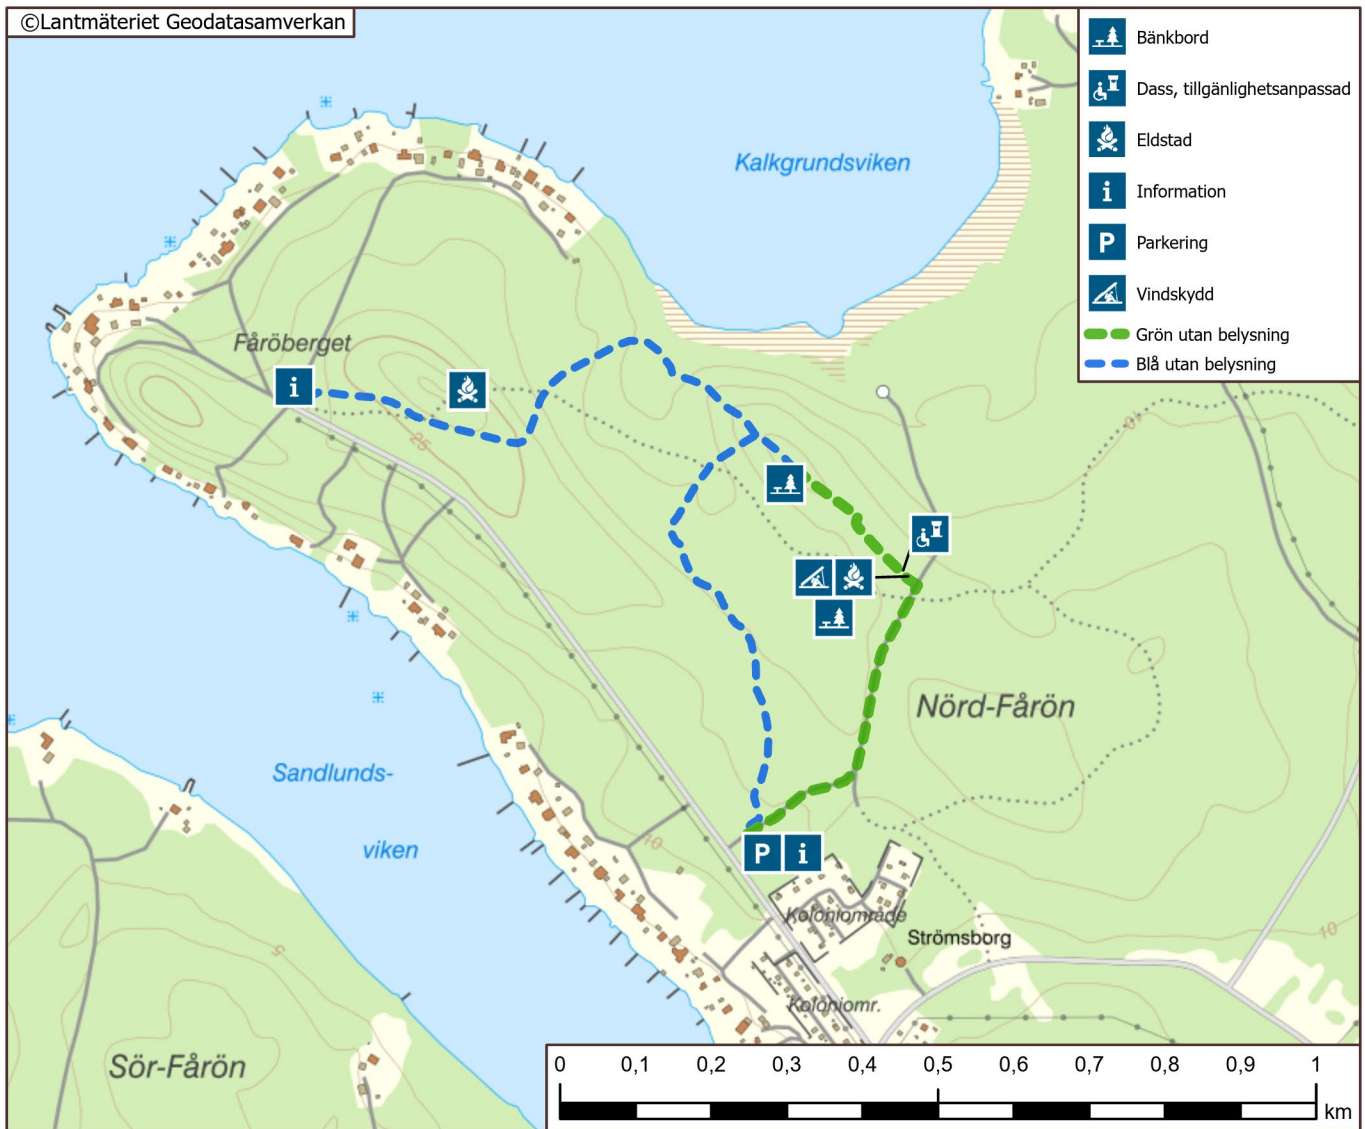 ©Lantmäteriet Geodatasamverkan
Bänkbord
Dass, tillgänlighetsanpassad
Eldstad
i Information
P Parkering
Vindskydd
Grön utan belysning
Blå utan belysning
Kalkgrundsviken
Fåröberget
i
25
10
Nörd-Fårön
Sandlunds-
viken
10
P i
Koloniområde
Strömsborg
10
5
Koloniomr.
Sör-Fårön
0 0,1 0,2 0,3 0,4 0,5 0,6 0,7 0,8 0,9 1
km